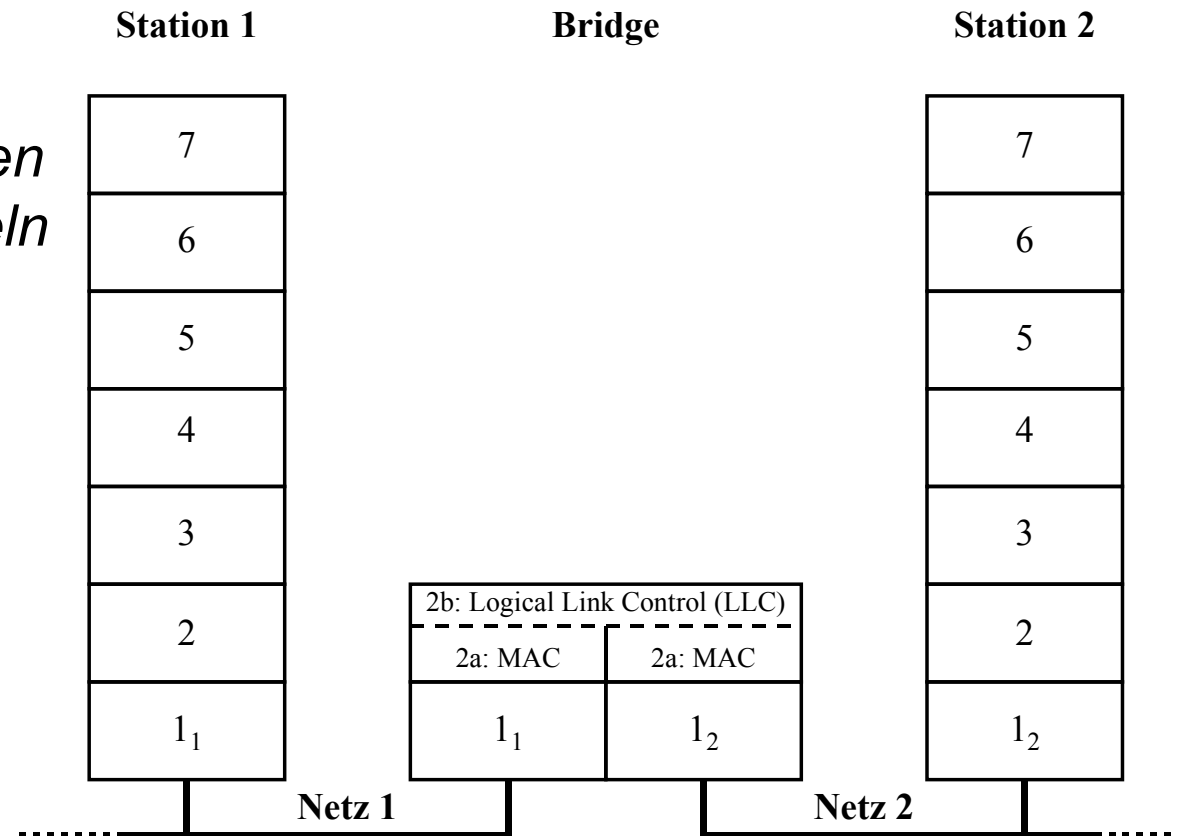 Station 1 Bridge Station 2
en
eln
7 7
6 6
5 5
4 4
3 3
2b: Logical Link Control (LLC)
2 2a: MAC 2a: MAC 2
1₁ 1₁ 1₂ 1₂
Netz 1 Netz 2